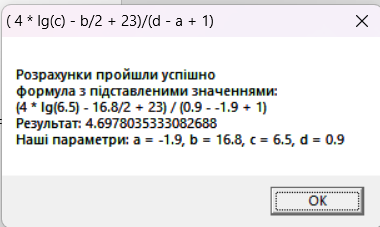 ( 4 * lg(c) - b/2 + 23)/(d - a + 1)
Розрахунки пройшли успішно
формула з підставленими значеннями:
(4 * lg(6.5) - 16.8/2 + 23) / (0.9 - -1.9 + 1)
Результат: 4.6978035333082688
Наші параметри: a = -1.9, b = 16.8, c = 6.5, d = 0.9
OK